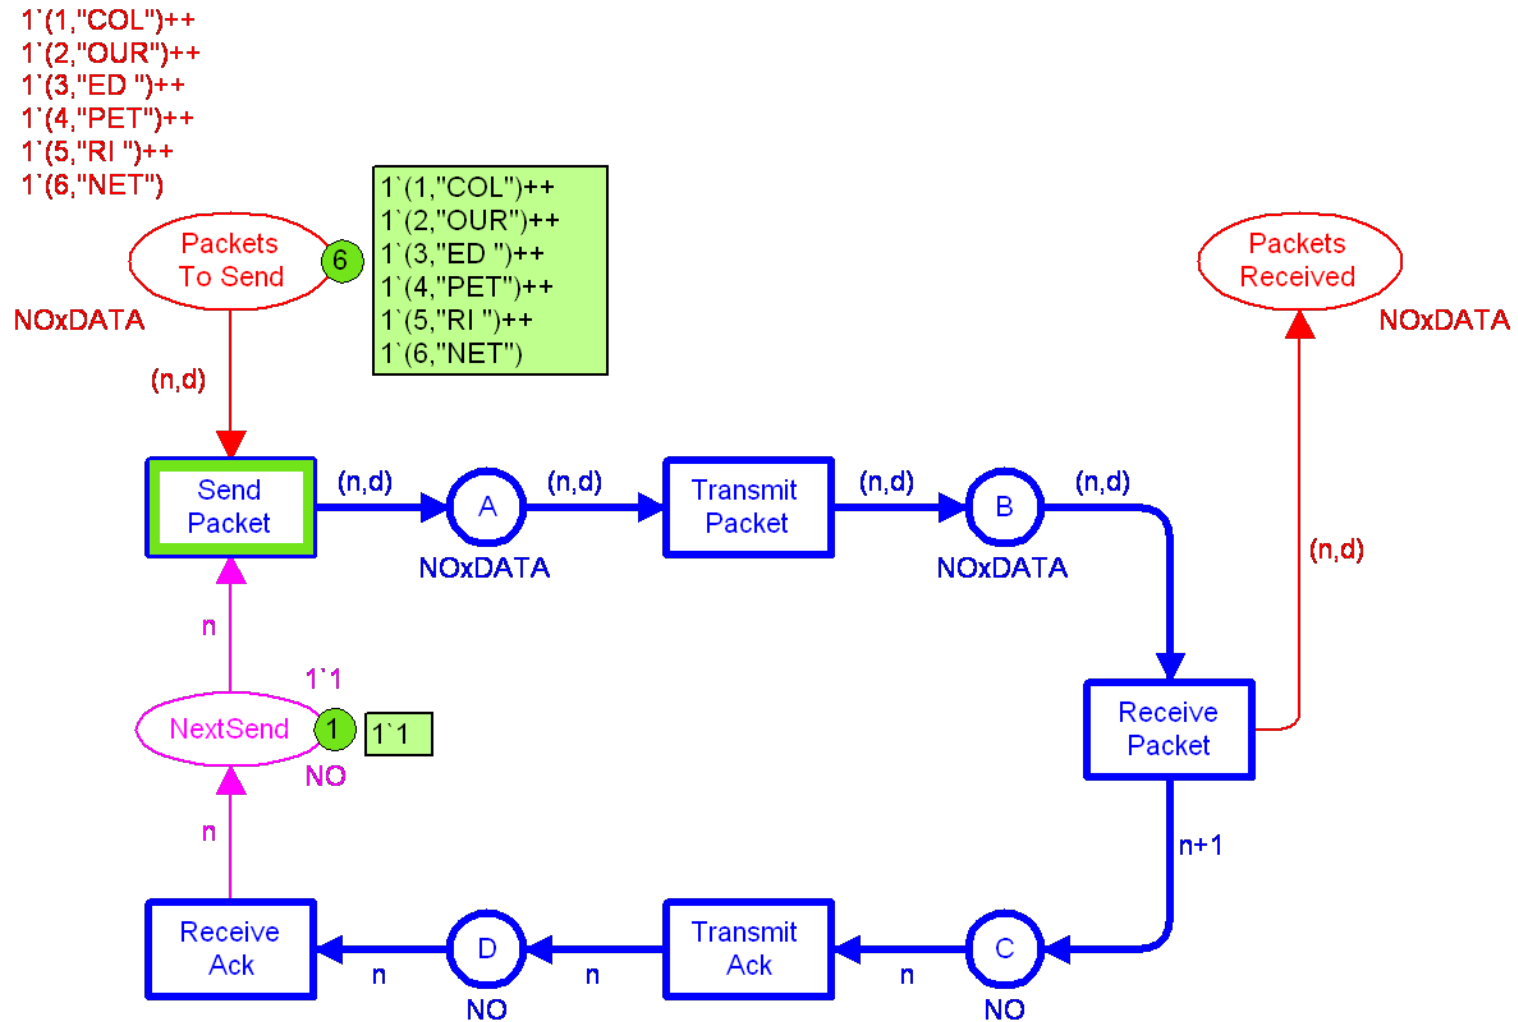 1`(1,"COL")++
1`(2,"OUR")++
1`(3,"ED ")++
1`(4,"PET")++
1`(5,"RI ")++
1`(6,"NET")
Packets
To Send
6
1`(1,"COL")++
1`(2,"OUR")++
1`(3,"ED ")++
1`(4,"PET")++
1`(5,"RI ")++
1`(6,"NET")
NOxDATA
Packets
Received
NOxDATA
(n,d)
Send
Packet
(n,d)
A
NOxDATA
(n,d)
Transmit
Packet
(n,d)
B
NOxDATA
(n,d)
(n,d)
n
1`1
NextSend
1
1`1
NO
Receive
Packet
n
n+1
Receive
Ack
n
D
NO
n
Transmit
Ack
n
C
NO